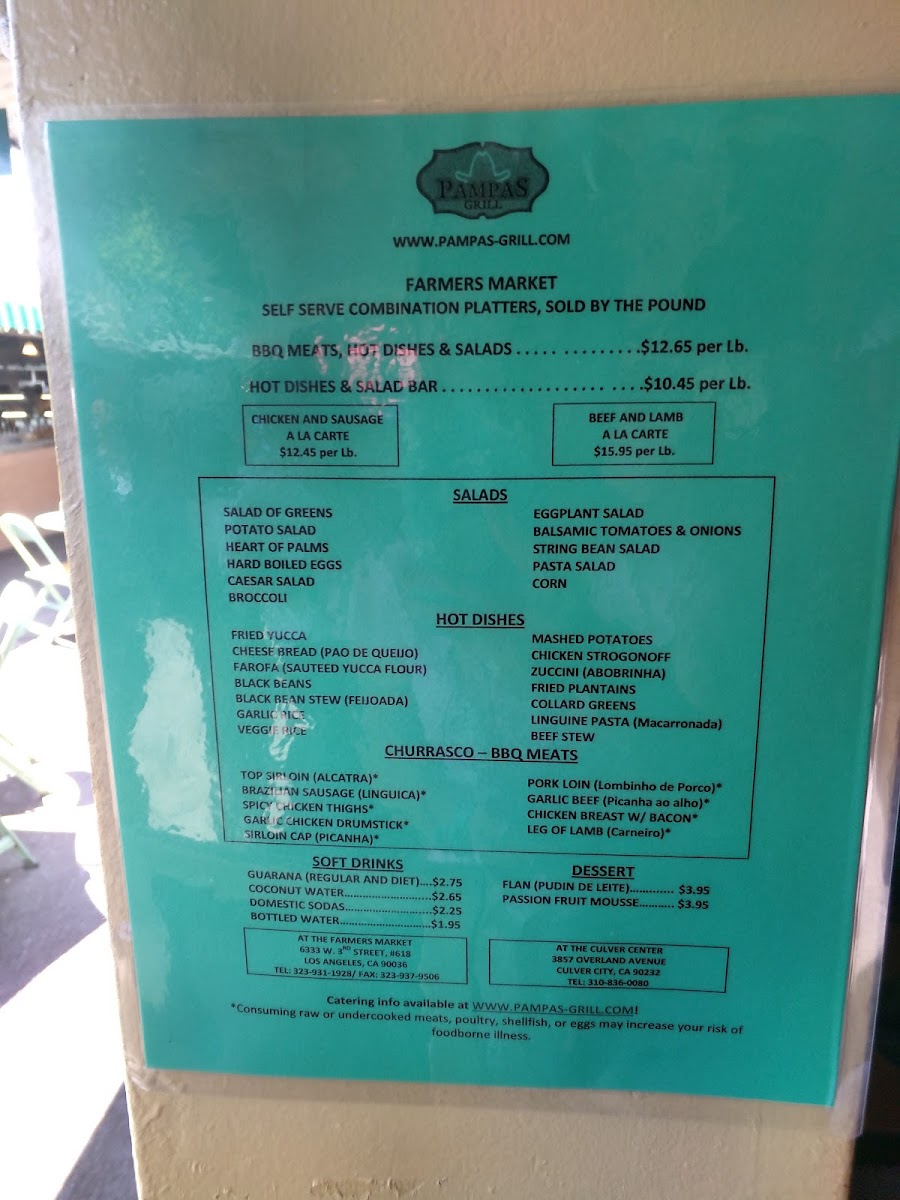 PAMPAS
GRILL
WWW.PAMPAS-GRILL.COM
FARMERS MARKET
SELF SERVE COMBINATION PLATTERS, SOLD BY THE POUND
BBQ MEATS, HOT DISHES & SALADS . . . . . . . . . . . . . .$12.65 per Lb.
HOT DISHES & SALAD BAR . . . . . . . . . . . . . . . . . . . . . .$10.45 per Lb.
CHICKEN AND SAUSAGE
A LA CARTE
$12.45 per Lb.
BEEF AND LAMB
A LA CARTE
$15.95 per Lb.
SALADS
SALAD OF GREENS
POTATO SALAD
HEART OF PALMS
HARD BOILED EGGS
CAESAR SALAD
BROCCOLI
EGGPLANT SALAD
BALSAMIC TOMATOES & ONIONS
STRING BEAN SALAD
PASTA SALAD
CORN
HOT DISHES
FRIED YUCCA
CHEESE BREAD (PAO DE QUEIJO)
FAROFA (SAUTEED YUCCA FLOUR)
BLACK BEANS
BLACK BEAN STEW (FEIJOADA)
GARLIC RICE
VEGGIE RICE
MASHED POTATOES
CHICKEN STROGONOFF
ZUCCINI (ABOBRINHA)
FRIED PLANTAINS
COLLARD GREENS
LINGUINE PASTA (Macarronada)
BEEF STEW
CHURRASCO – BBQ MEATS
TOP SIRLOIN (ALCATRA)*
BRAZILIAN SAUSAGE (LINGUICA)*
SPICY CHICKEN THIGHS*
GARLIC CHICKEN DRUMSTICK*
SIRLOIN CAP (PICANHA)*
PORK LOIN (Lombinho de Porco)*
GARLIC BEEF (Picanha ao alho)*
CHICKEN BREAST W/ BACON*
LEG OF LAMB (Carneiro)*
SOFT DRINKS
GUARANA (REGULAR AND DIET)....$2.75
COCONUT WATER..............................$2.65
DOMESTIC SODAS..............................$2.25
BOTTLED WATER................................$1.95
DESSERT
FLAN (PUDIN DE LEITE)............. $3.95
PASSION FRUIT MOUSSE........... $3.95
AT THE FARMERS MARKET
6333 W. 3RD STREET, #618
LOS ANGELES, CA 90036
TEL: 323-931-1928/ FAX: 323-937-9506
AT THE CULVER CENTER
3857 OVERLAND AVENUE
CULVER CITY, CA 90232
TEL: 310-836-0080
Catering info available at WWW.PAMPAS-GRILL.COM!
*Consuming raw or undercooked meats, poultry, shellfish, or eggs may increase your risk of
foodborne illness.